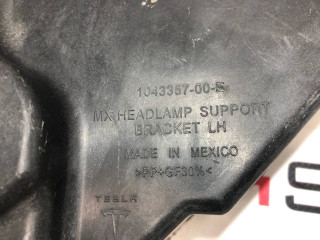 1043357-00-E
MX HEADLAMP SUPPORT
BRACKET LH
MADE IN MEXICO
>PP+GF30%<
TESLA